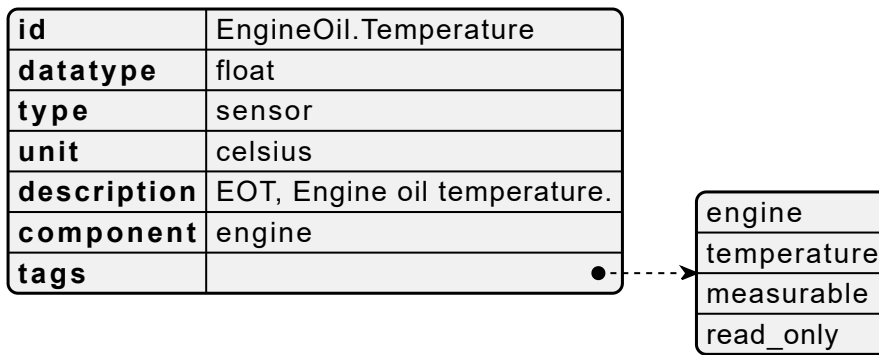 id EngineOil.Temperature
datatype float
type sensor
unit celsius
description EOT, Engine oil temperature.
component engine
tags
engine
temperature
measurable
read_only